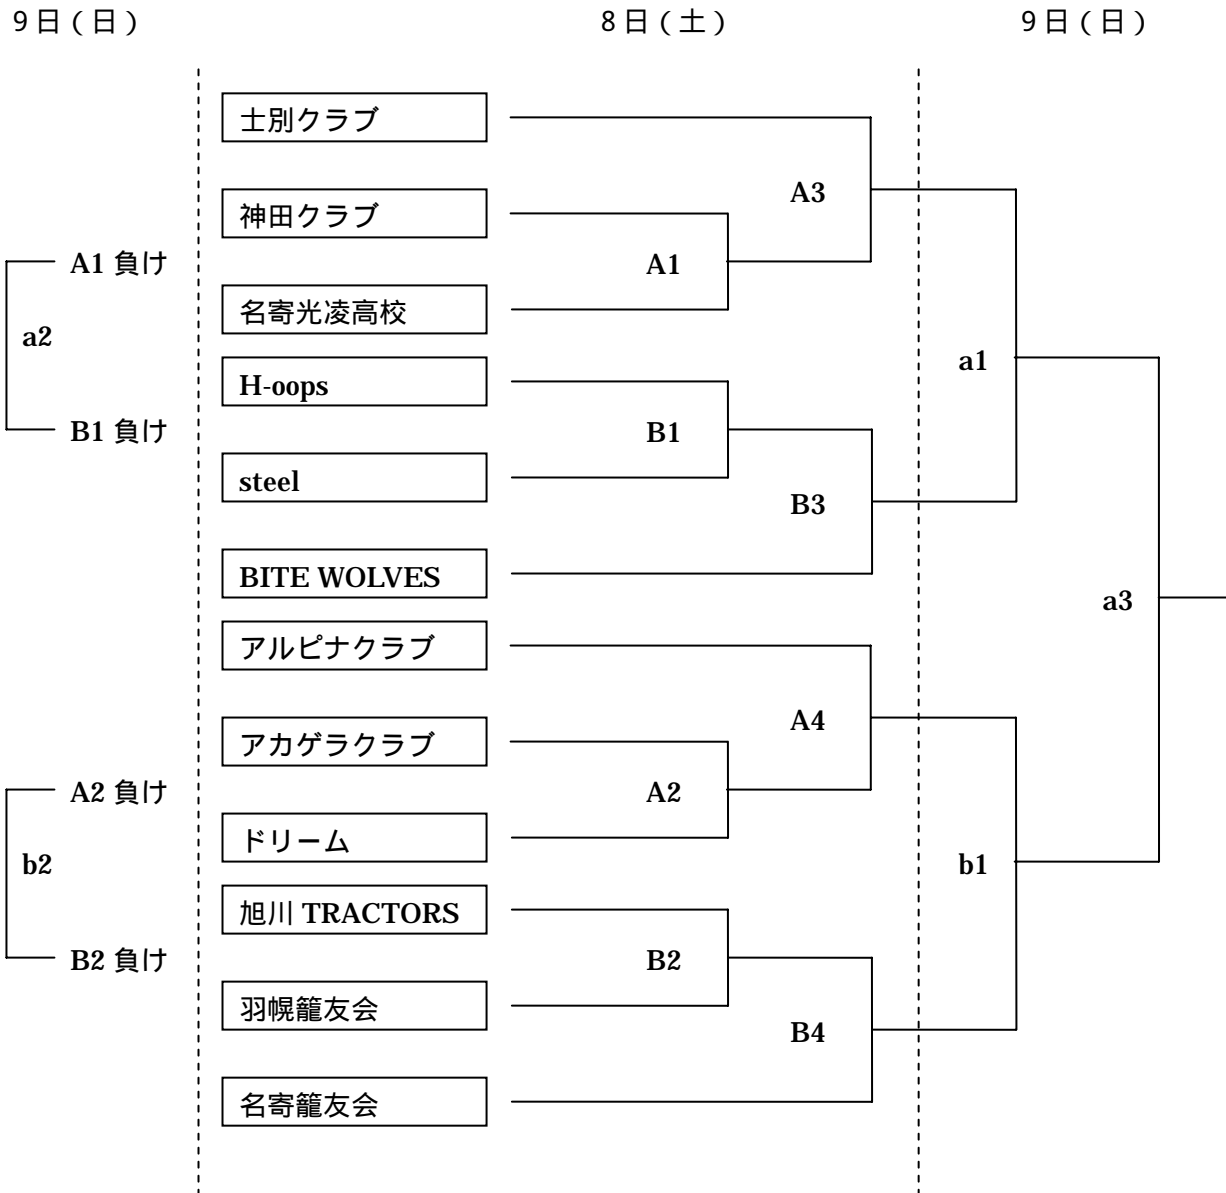 9日(日)
8日(土)
9日(日)
士別クラブ
A3
神田クラブ
A1 負け
A1
名寄光凌高校
a2
a1
H-oops
B1 負け
B1
steel
B3
BITE WOLVES
a3
アルピナクラブ
A4
アカゲラクラブ
A2 負け
A2
ドリーム
b2
b1
旭川 TRACTORS
B2 負け
B2
羽幌籠友会
B4
名寄籠友会